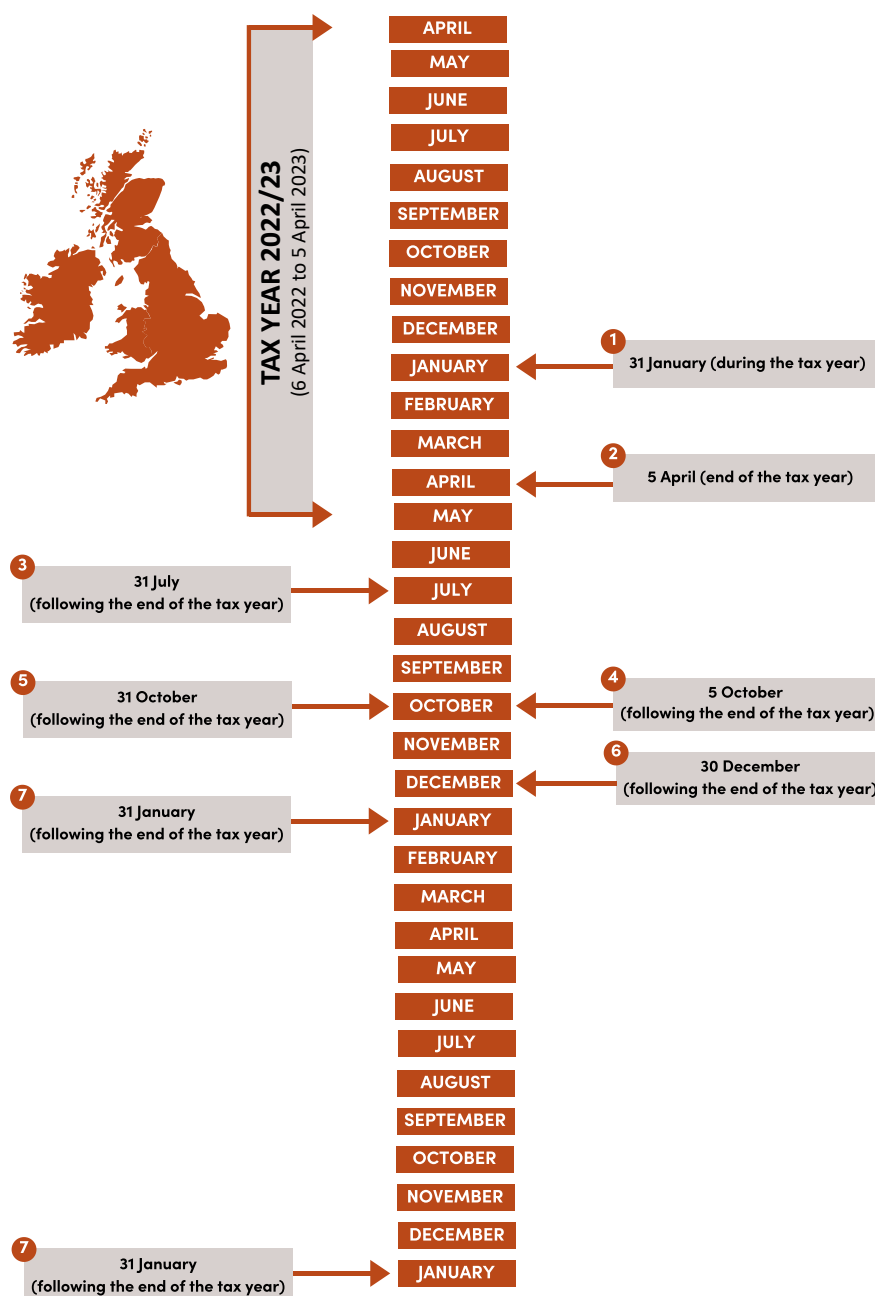 APRIL
MAY
JUNE
JULY
AUGUST
SEPTEMBER
OCTOBER
NOVEMBER
DECEMBER
JANUARY
FEBRUARY
MARCH
APRIL
MAY
JUNE
JULY
AUGUST
SEPTEMBER
OCTOBER
NOVEMBER
DECEMBER
JANUARY
FEBRUARY
MARCH
APRIL
MAY
JUNE
JULY
AUGUST
SEPTEMBER
OCTOBER
NOVEMBER
DECEMBER
JANUARY
TAX YEAR 2022/23
(6 April 2022 to 5 April 2023)
1
31 January (during the tax year)
2
5 April (end of the tax year)
3
31 July
(following the end of the tax year)
4
5 October
(following the end of the tax year)
5
31 October
(following the end of the tax year)
6
30 December
(following the end of the tax year)
7
31 January
(following the end of the tax year)
7
31 January
(following the end of the tax year)